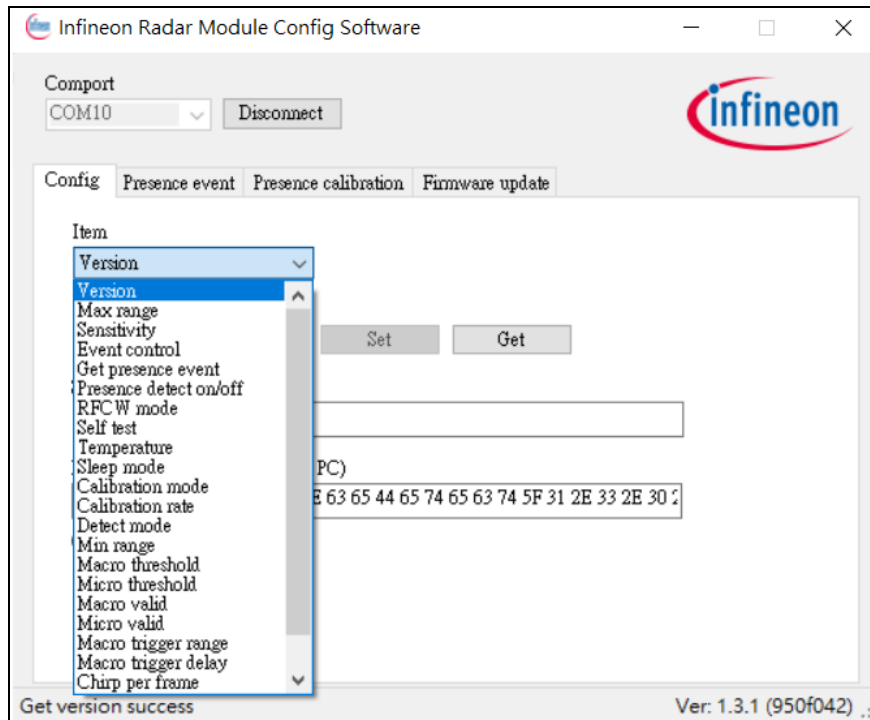 Infineon Radar Module Config Software
Comport
COM10
Disconnect
infineon
Config
Presence event
Presence calibration
Firmware update
Item
Version
Version
Max range
Sensitivity
Event control
Get presence event
Presence detect on/off
RFCW mode
Self test
Temperature
Sleep mode
Calibration mode
Calibration rate
Detect mode
Min range
Macro threshold
Micro threshold
Macro valid
Micro valid
Macro trigger range
Macro trigger delay
Chirp per frame
Set
Get
PC)
63 65 44 65 74 65 63 74 5F 31 2E 33 2E 30
Get version success
Ver: 1.3.1 (950f042)